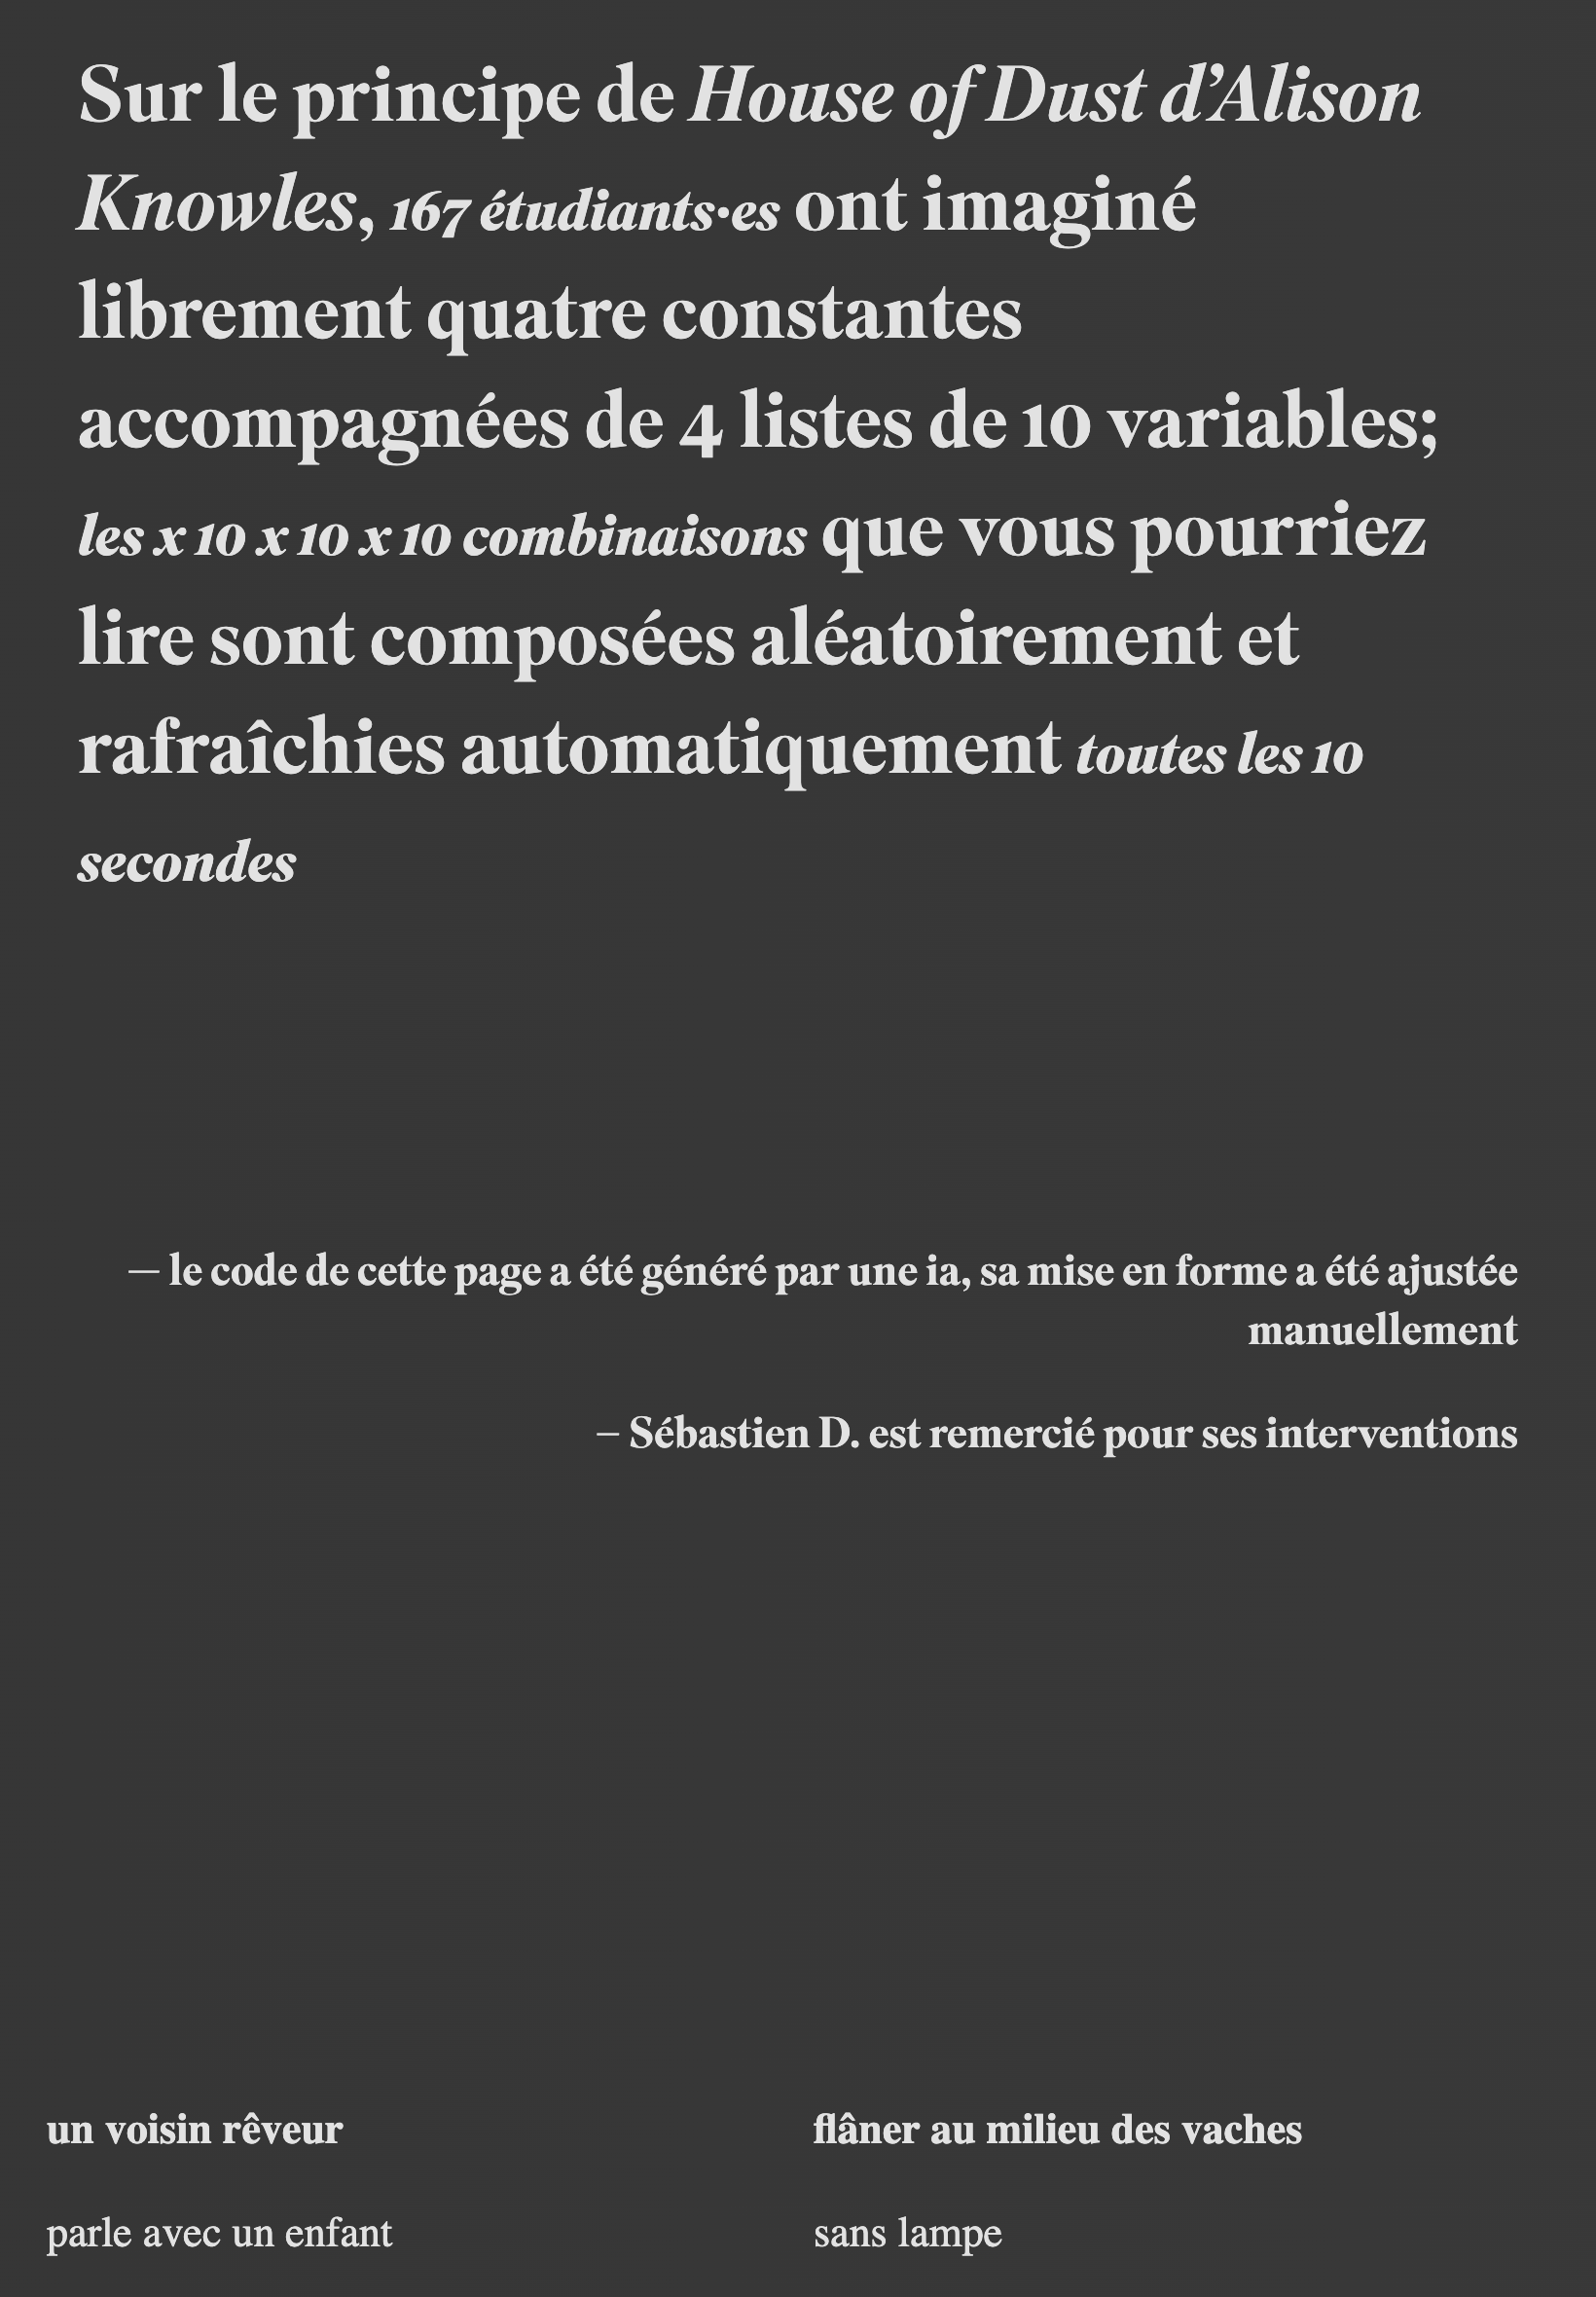 Sur le principe de House of Dust d’Alison
Knowles, 167 étudiants·es ont imaginé
librement quatre constantes
accompagnées de 4 listes de 10 variables;
les x 10 x 10 x 10 combinaisons que vous pourriez
lire sont composées aléatoirement et
rafraîchies automatiquement toutes les 10
secondes
— le code de cette page a été généré par une ia, sa mise en forme a été ajustée
manuellement
– Sébastien D. est remercié pour ses interventions
un voisin rêveur
parle avec un enfant
flâner au milieu des vaches
sans lampe